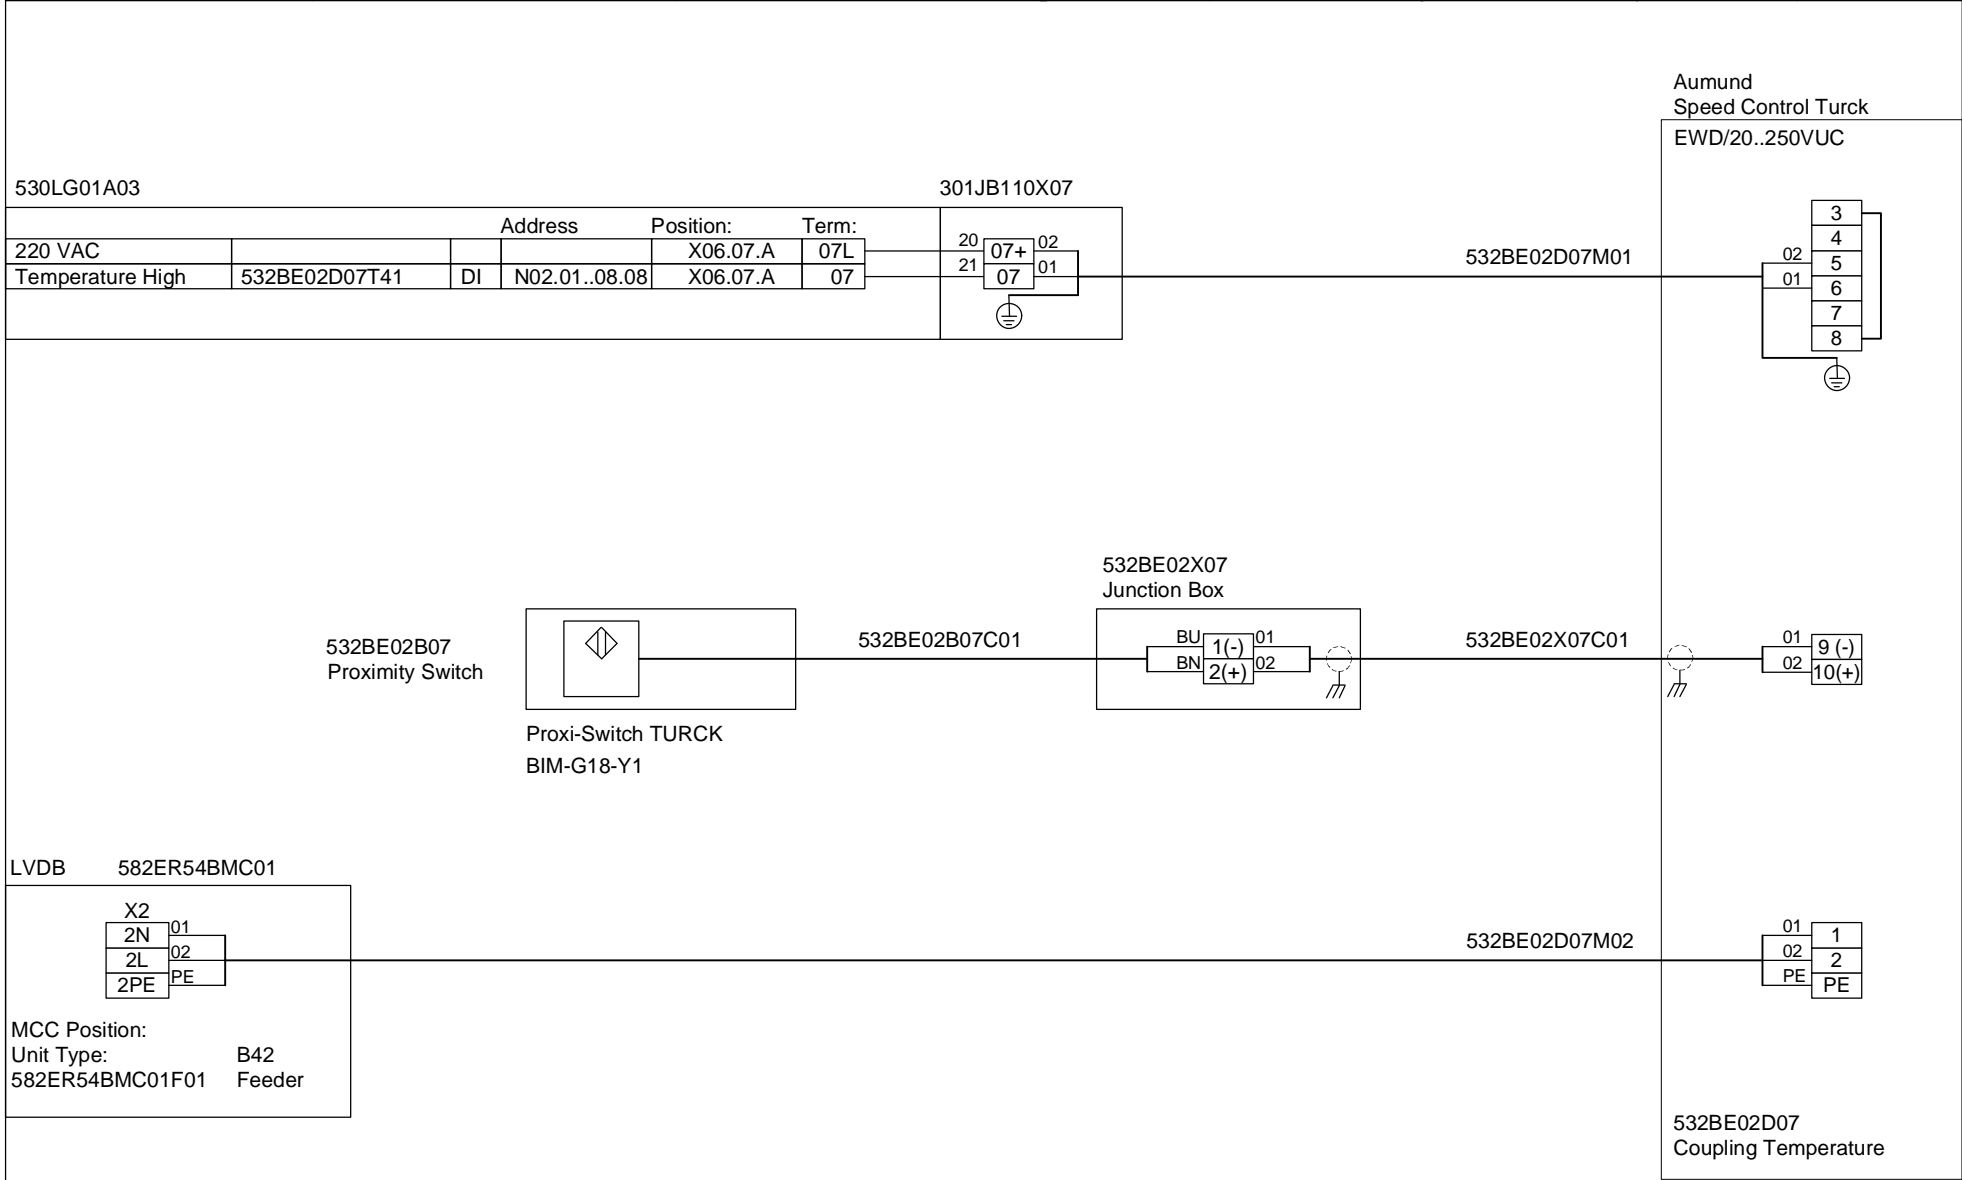 Aumund
Speed Control Turck
EWD/20..250VUC
530LG01A03
301JB110X07
Address Position: Term:
220 VAC X06.07.A 07L
Temperature High 532BE02D07T41 DI N02.01..08.08 X06.07.A 07
20 07+ 02
21 07 01
532BE02D07M01
3
4
02 5
01 6
7
8
532BE02X07
Junction Box
532BE02B07
Proximity Switch
532BE02B07C01
BU 1(-) 01
BN 2(+) 02
532BE02X07C01
01 9 (-)
02 10(+)
Proxi-Switch TURCK
BIM-G18-Y1
LVDB 582ER54BMC01
X2
2N 01
2L 02
2PE PE
532BE02D07M02
01 1
02 2
PE PE
MCC Position:
Unit Type: B42
582ER54BMC01F01 Feeder
532BE02D07
Coupling Temperature